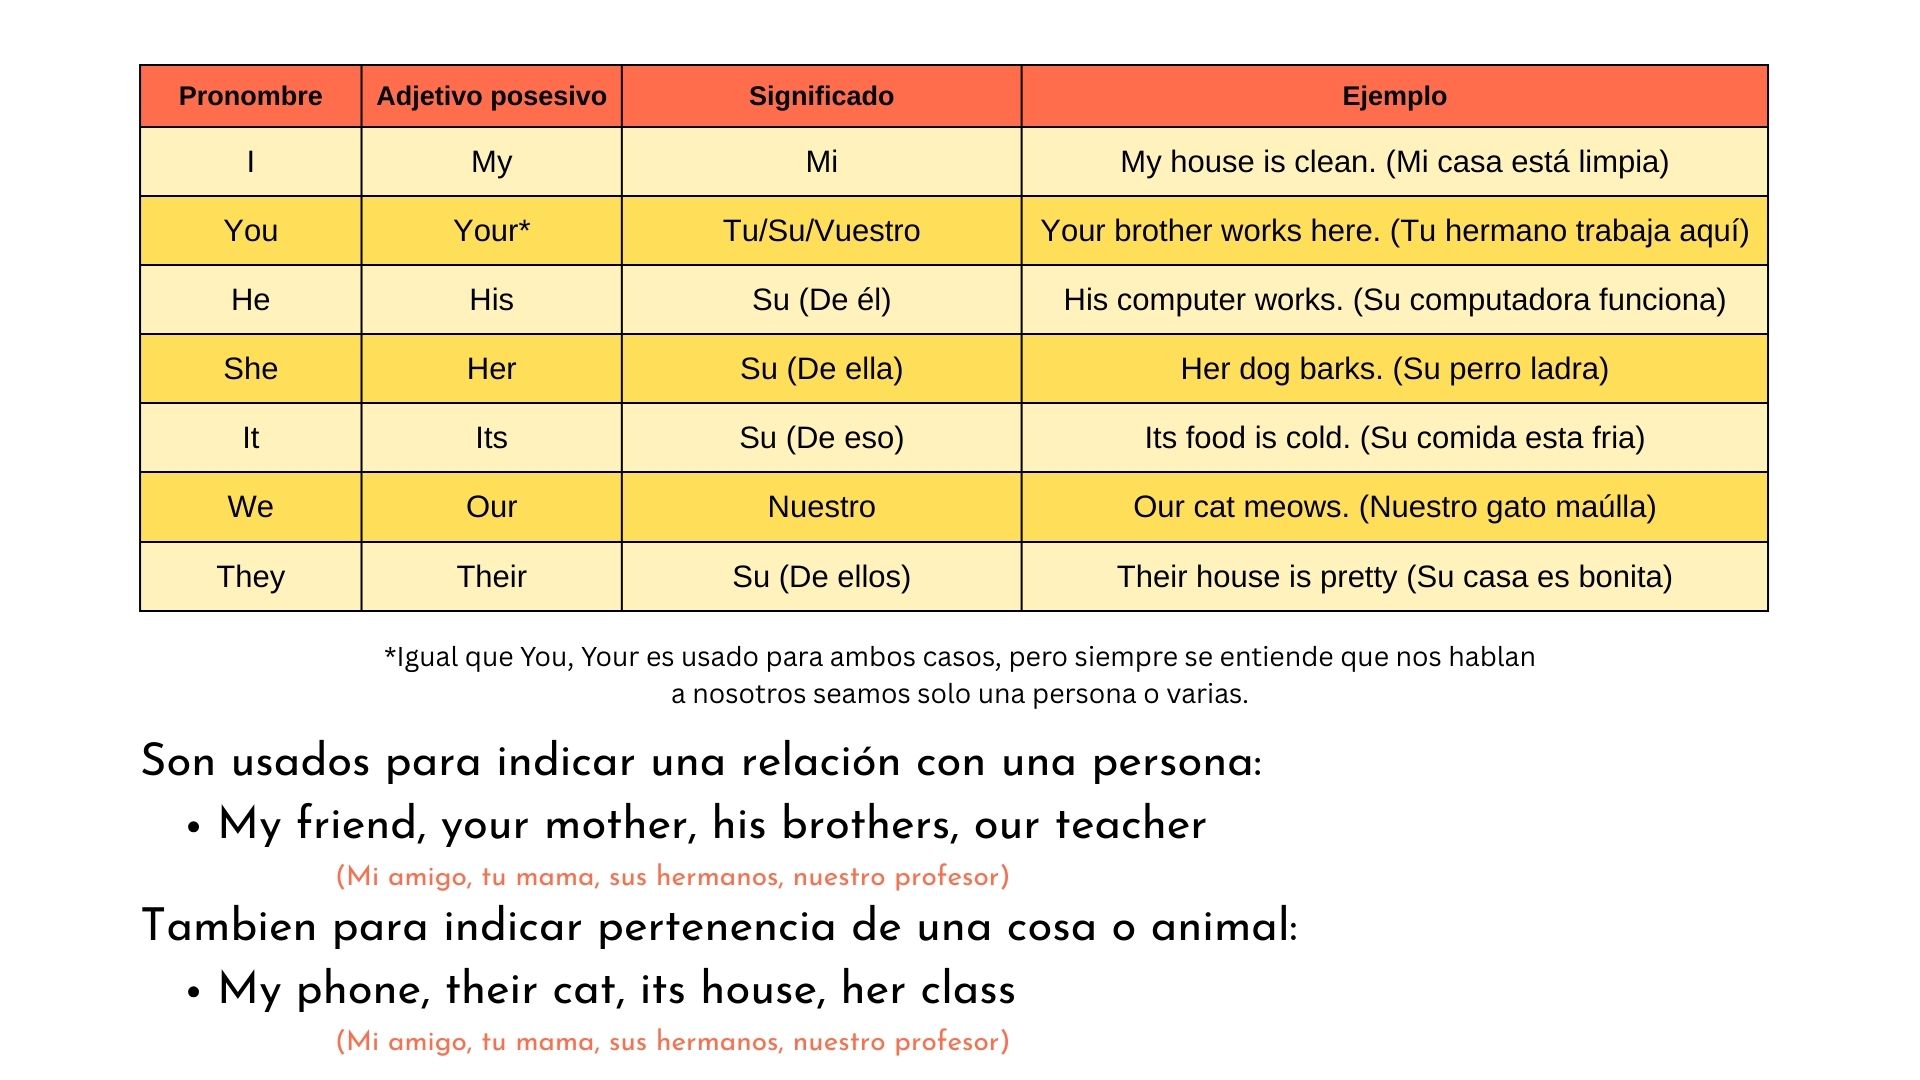 Pronombre Adjetivo posesivo Significado Ejemplo
I My Mi My house is clean. (Mi casa está limpia)
You Your* Tu/Su/Vuestro Your brother works here. (Tu hermano trabaja aquí)
He His Su (De él) His computer works. (Su computadora funciona)
She Her Su (De ella) Her dog barks. (Su perro ladra)
It Its Su (De eso) Its food is cold. (Su comida esta fria)
We Our Nuestro Our cat meows. (Nuestro gato maúlla)
They Their Su (De ellos) Their house is pretty (Su casa es bonita)
*Igual que You, Your es usado para ambos casos, pero siempre se entiende que nos hablan
a nosotros seamos solo una persona o varias.
Son usados para indicar una relación con una persona:
• My friend, your mother, his brothers, our teacher
(Mi amigo, tu mama, sus hermanos, nuestro profesor)
Tambien para indicar pertenencia de una cosa o animal:
• My phone, their cat, its house, her class
(Mi amigo, tu mama, sus hermanos, nuestro profesor)